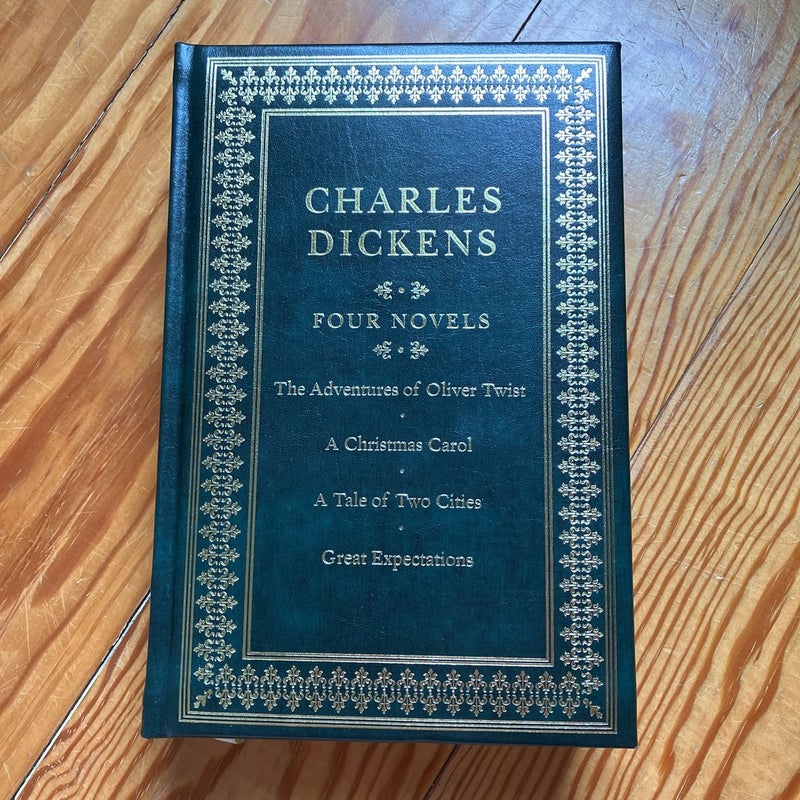 CHARLES
DICKENS
FOUR NOVELS
The Adventures of Oliver Twist
A Christmas Carol
A Tale of Two Cities
Great Expectations